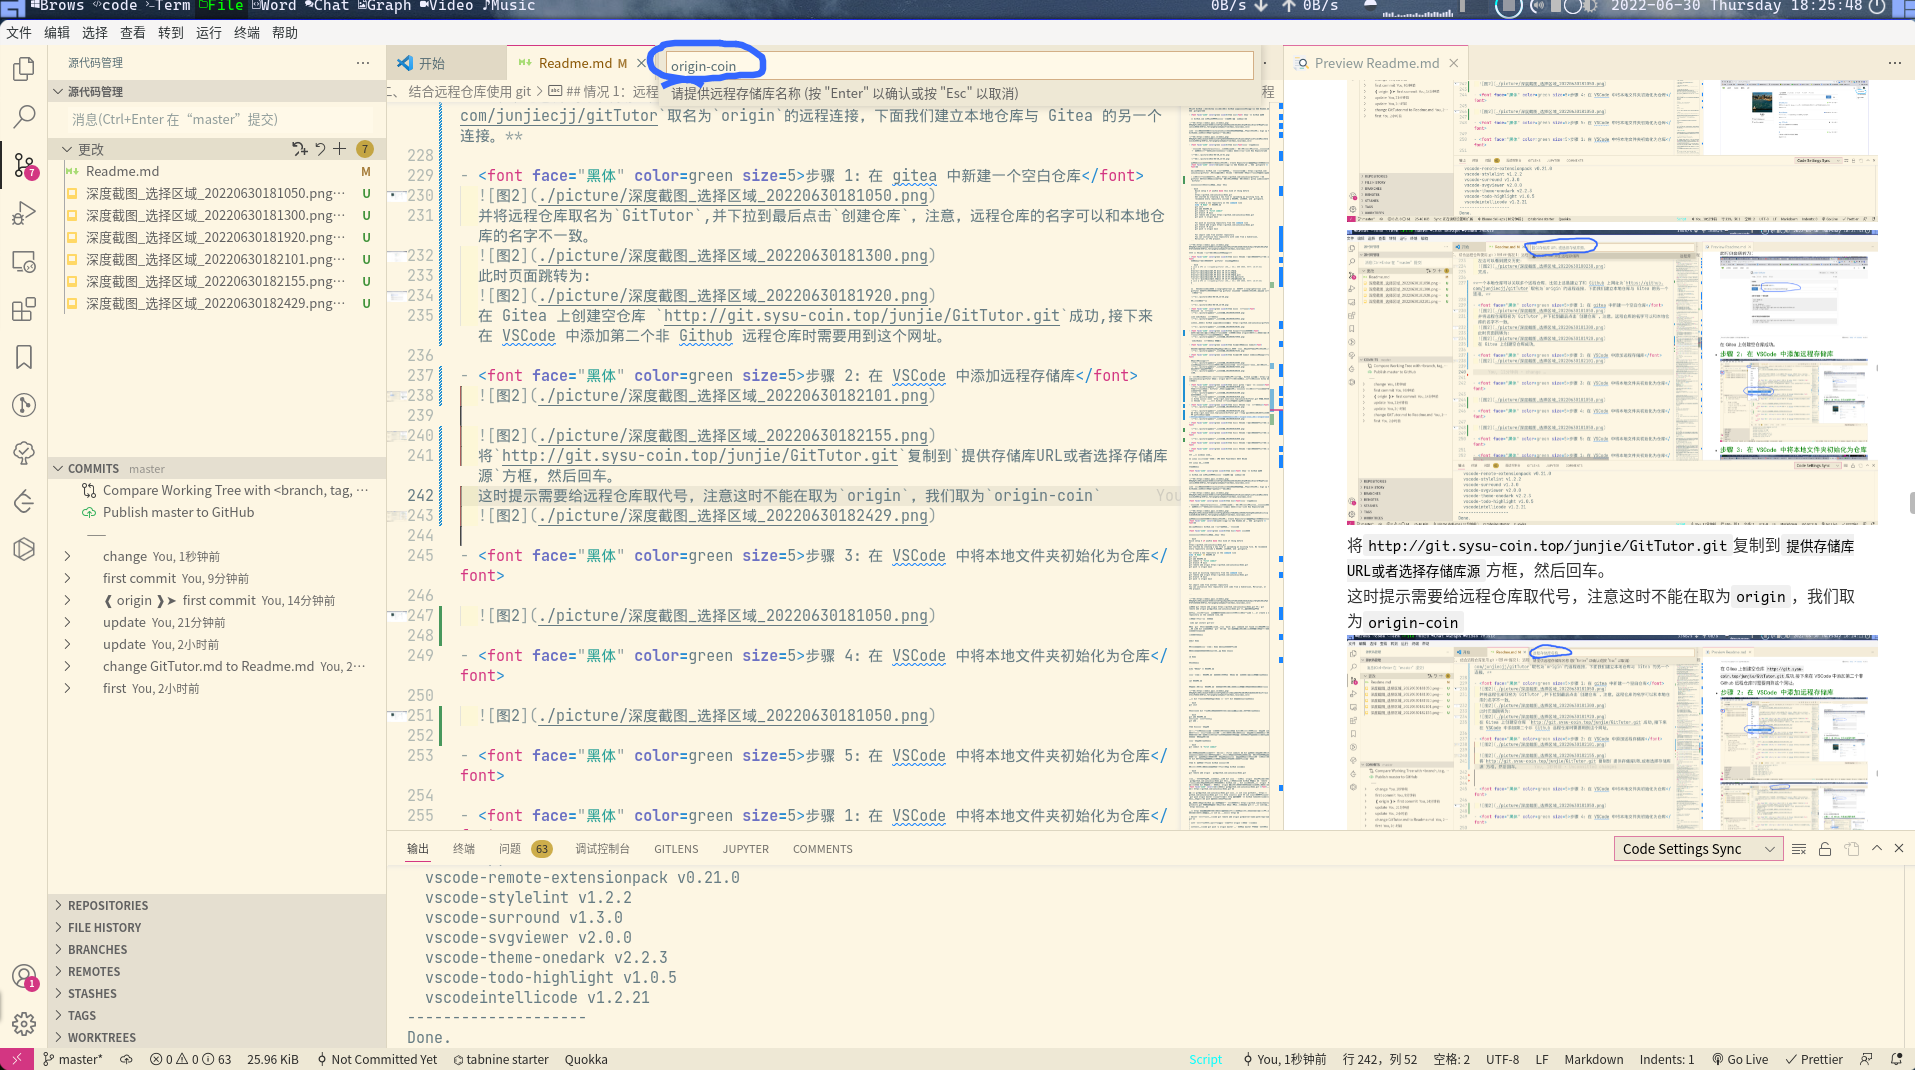 Brows code Term File Word Chat Graph Video Music 0B/s 0B/s 2022-06-30 Thursday 18:25:48
文件 编辑 选择 查看 转到 运行 终端 帮助
源代码管理
源代码管理
消息(Ctrl+Enter 在 “master” 提交)
更改 7
Readme.md M
深度截图_选择区域_20220630181050.png… U
深度截图_选择区域_20220630181300.png… U
深度截图_选择区域_20220630181920.png… U
深度截图_选择区域_20220630182101.png… U
深度截图_选择区域_20220630182155.png… U
深度截图_选择区域_20220630182429.png… U
COMMITS master
Compare Working Tree with <branch, tag, …
Publish master to GitHub
change You, 1秒钟前
first commit You, 9分钟前
❰ origin ❱➤ first commit You, 14分钟前
update You, 21分钟前
update You, 2小时前
change GitTutor.md to Readme.md You, 2…
first You, 2小时前
REPOSITORIES
FILE HISTORY
BRANCHES
REMOTES
STASHES
TAGS
WORKTREES
开始 Readme.md M
origin-coin
请提供远程存储库名称 (按 "Enter" 以确认或按 "Esc" 以取消)
二、 结合远程仓库使用 git > ## 情况 1：远程
com/junjiecjj/gitTutor`取名为`origin`的远程连接，下面我们建立本地仓库与 Gitea 的另一个
连接。**
228
229 - <font face="黑体" color=green size=5>步骤 1：在 gitea 中新建一个空白仓库</font>
230 ![图2](./picture/深度截图_选择区域_20220630181050.png)
231 并将远程仓库取名为`GitTutor`,并下拉到最后点击`创建仓库`，注意，远程仓库的名字可以和本地仓
库的名字不一致。
232 ![图2](./picture/深度截图_选择区域_20220630181300.png)
233 此时页面跳转为:
234 ![图2](./picture/深度截图_选择区域_20220630181920.png)
235 在 Gitea 上创建空仓库 `http://git.sysu-coin.top/junjie/GitTutor.git`成功,接下来
在 VSCode 中添加第二个非 Github 远程仓库时需要用到这个网址。
236
237 - <font face="黑体" color=green size=5>步骤 2：在 VSCode 中添加远程存储库</font>
238 ![图2](./picture/深度截图_选择区域_20220630182101.png)
239
240 ![图2](./picture/深度截图_选择区域_20220630182155.png)
241 将`http://git.sysu-coin.top/junjie/GitTutor.git`复制到`提供存储库URL或者选择存储库
源`方框，然后回车。
242 这时提示需要给远程仓库取代号，注意这时不能在取为`origin`，我们取为`origin-coin` You
243 ![图2](./picture/深度截图_选择区域_20220630182429.png)
244
245 - <font face="黑体" color=green size=5>步骤 3：在 VSCode 中将本地文件夹初始化为仓库</
font>
246
247 ![图2](./picture/深度截图_选择区域_20220630181050.png)
248
249 - <font face="黑体" color=green size=5>步骤 4：在 VSCode 中将本地文件夹初始化为仓库</
font>
250
251 ![图2](./picture/深度截图_选择区域_20220630181050.png)
252
253 - <font face="黑体" color=green size=5>步骤 5：在 VSCode 中将本地文件夹初始化为仓库</
font>
254
255 - <font face="黑体" color=green size=5>步骤 1：在 VSCode 中将本地文件夹初始化为仓库</
程 Preview Readme.md
将 http://git.sysu-coin.top/junjie/GitTutor.git 复制到 提供存储库
URL或者选择存储库源 方框，然后回车。
这时提示需要给远程仓库取代号，注意这时不能在取为 origin ，我们取
为 origin-coin
输出 终端 问题 63 调试控制台 GITLENS JUPYTER COMMENTS Code Settings Sync
vscode-remote-extensionpack v0.21.0
vscode-stylelint v1.2.2
vscode-surround v1.3.0
vscode-svgviewer v2.0.0
vscode-theme-onedark v2.2.3
vscode-todo-highlight v1.0.5
vscodeintellicode v1.2.21
--------------------
Done.
7
1
master* 0 0 63 25.96 KiB Not Committed Yet tabnine starter Quokka Script You, 1秒钟前 行 242，列 52 空格: 2 UTF-8 LF Markdown Indents: 1 Go Live Prettier